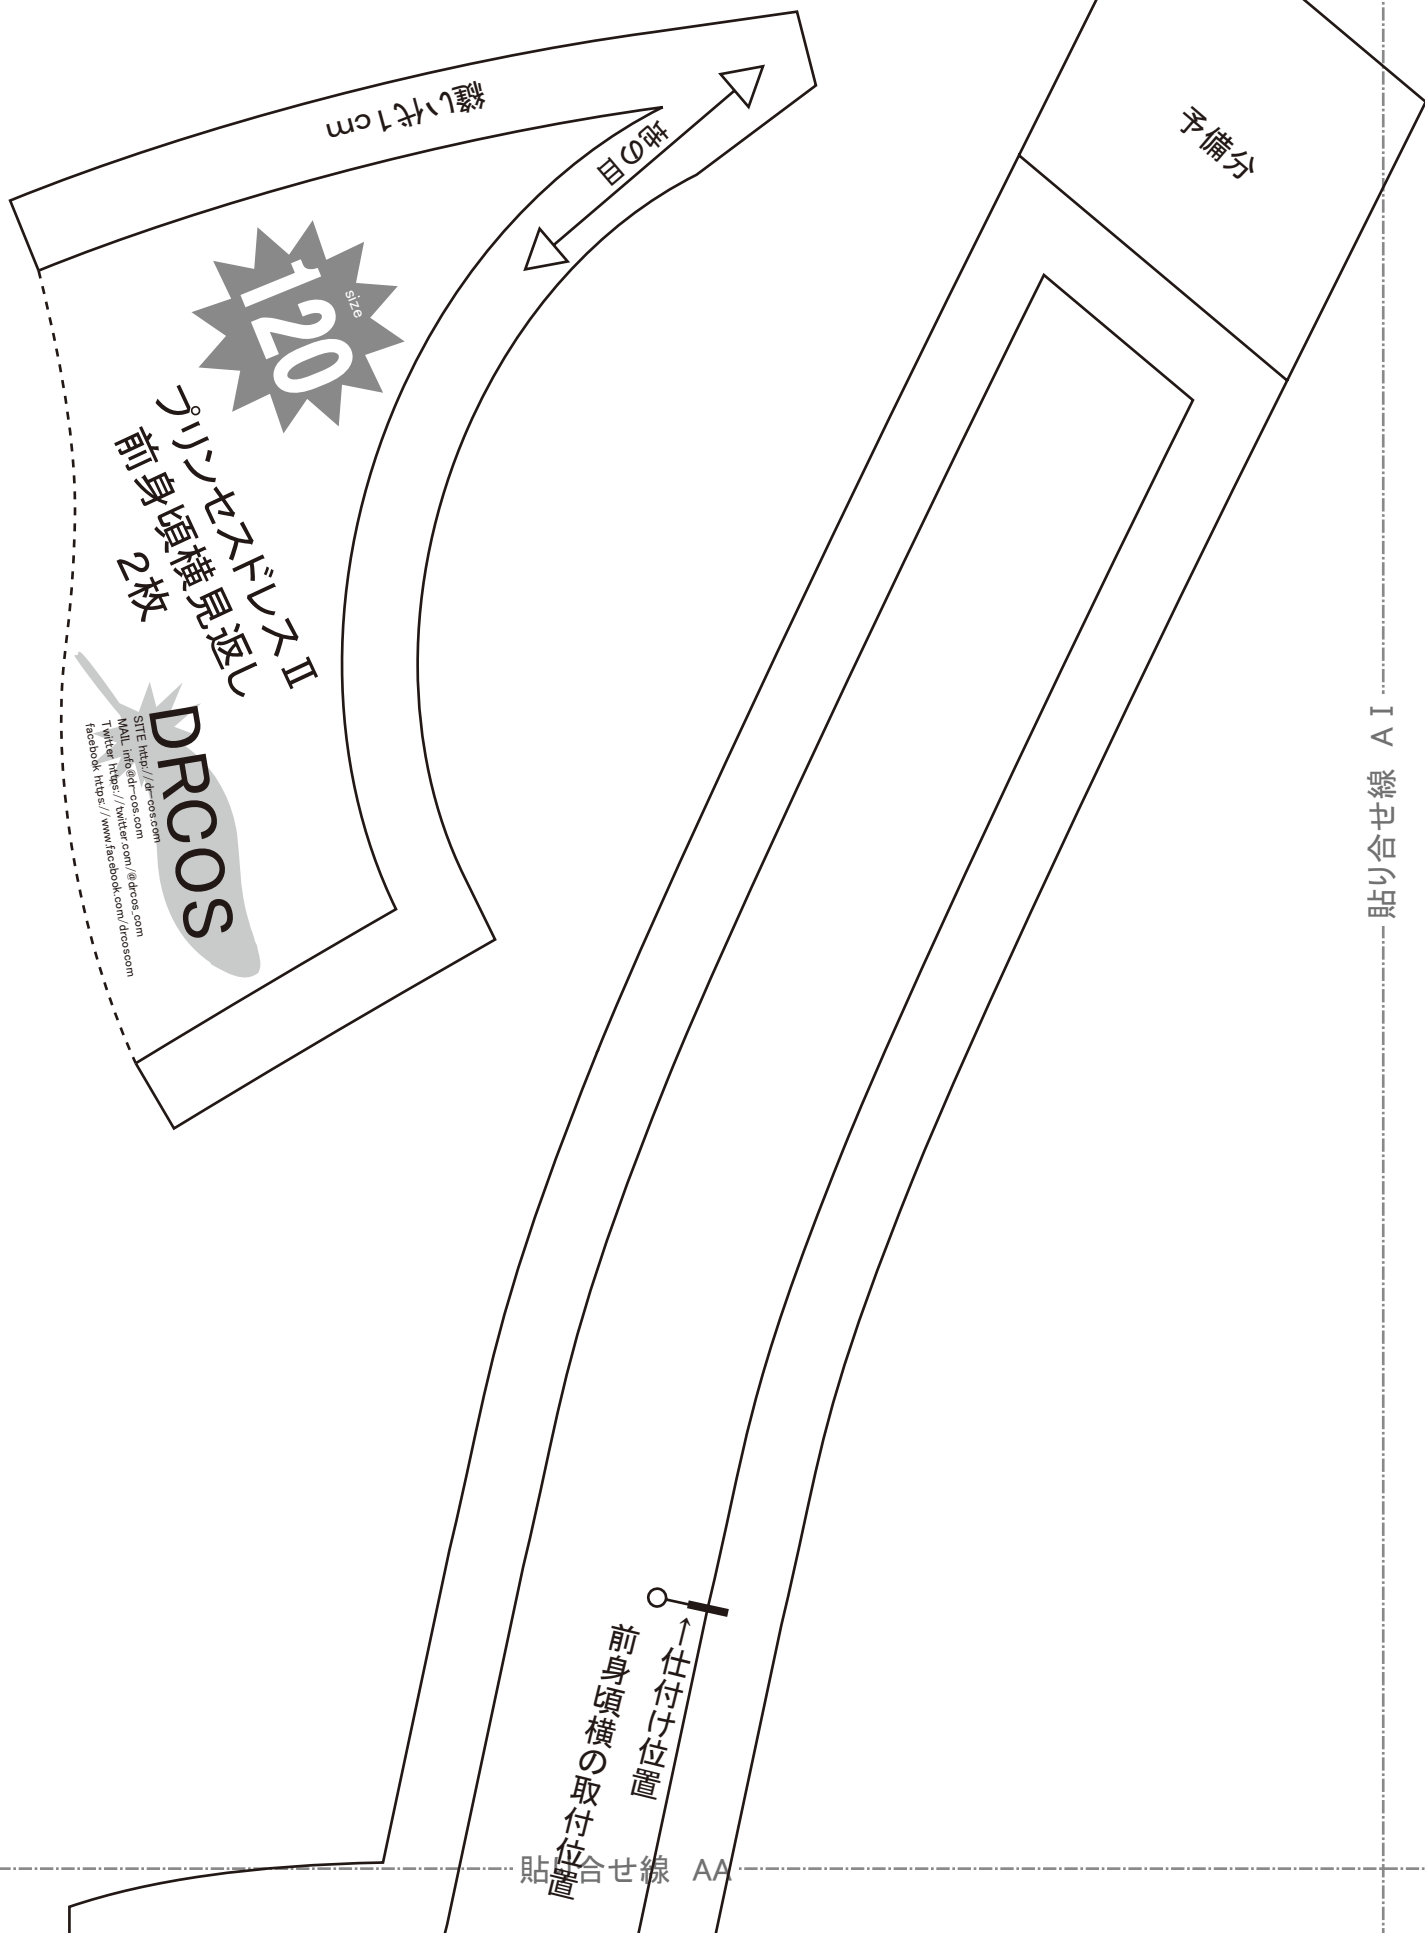 縫い代1cm
地の目
予備分
size
120
プリンセスドレスⅡ
前身頃横見返し
2枚
DRCOS
SITE http://dr-cos.com
MAIL info@dr-cos.com
Twitter https://twitter.com/@drcos_com
facebook https://www.facebook.com/drcoscom
貼り合せ線 AI
←仕付け位置
前身頃横の取付位置
貼り合せ線 AA